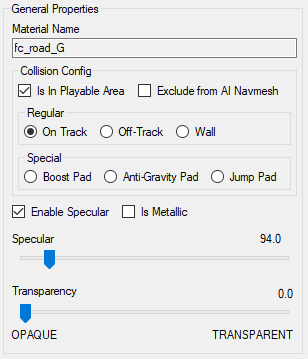 General Properties
Material Name
fc_road_G
Collision Config
Is In Playable Area Exclude from AI Navmesh
Regular
On Track Off-Track Wall
Special
Boost Pad Anti-Gravity Pad Jump Pad
Enable Specular Is Metallic
Specular 94.0
Transparency 0.0
OPAQUE TRANSPARENT